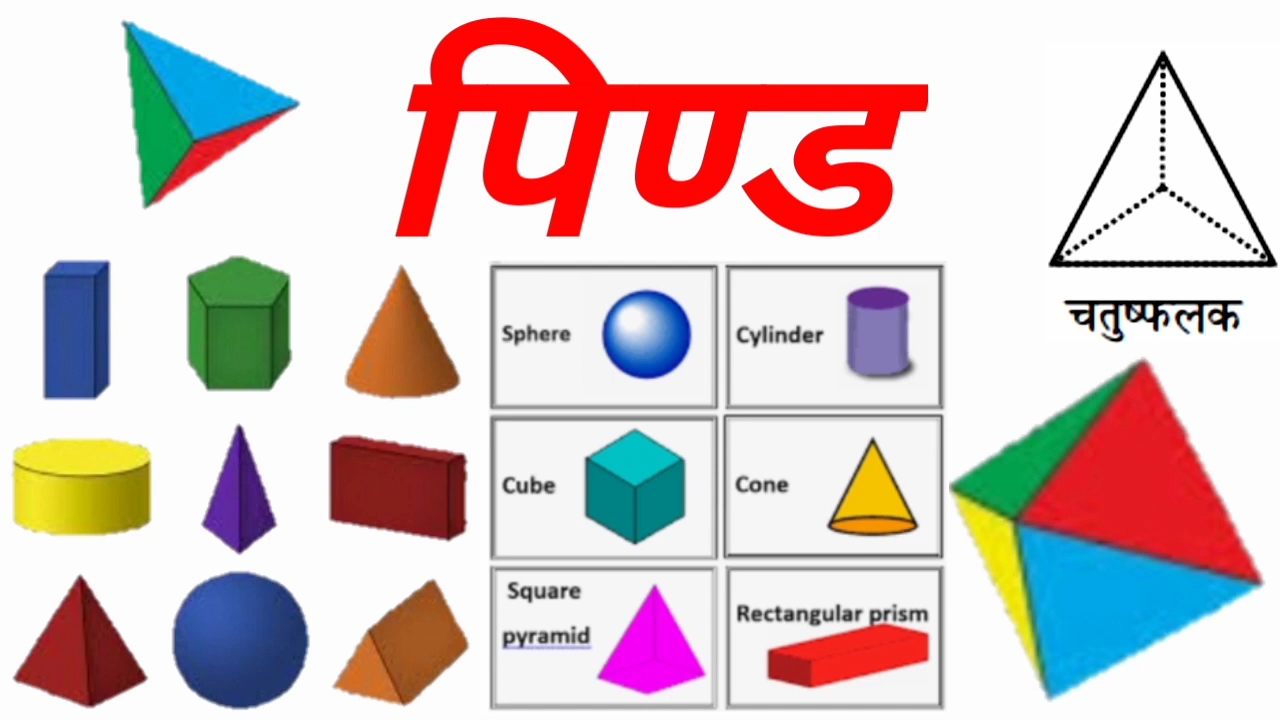 पिण्ड
चतुष्फलक
Sphere
Cylinder
Cube
Cone
Square
pyramid
Rectangular prism